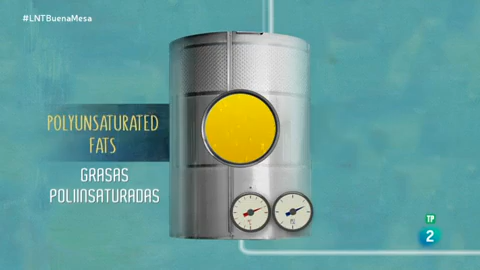 #LNTBuenaMesa
POLYUNSATURATED
FATS
GRASAS
POLIINSATURADAS
TP
2